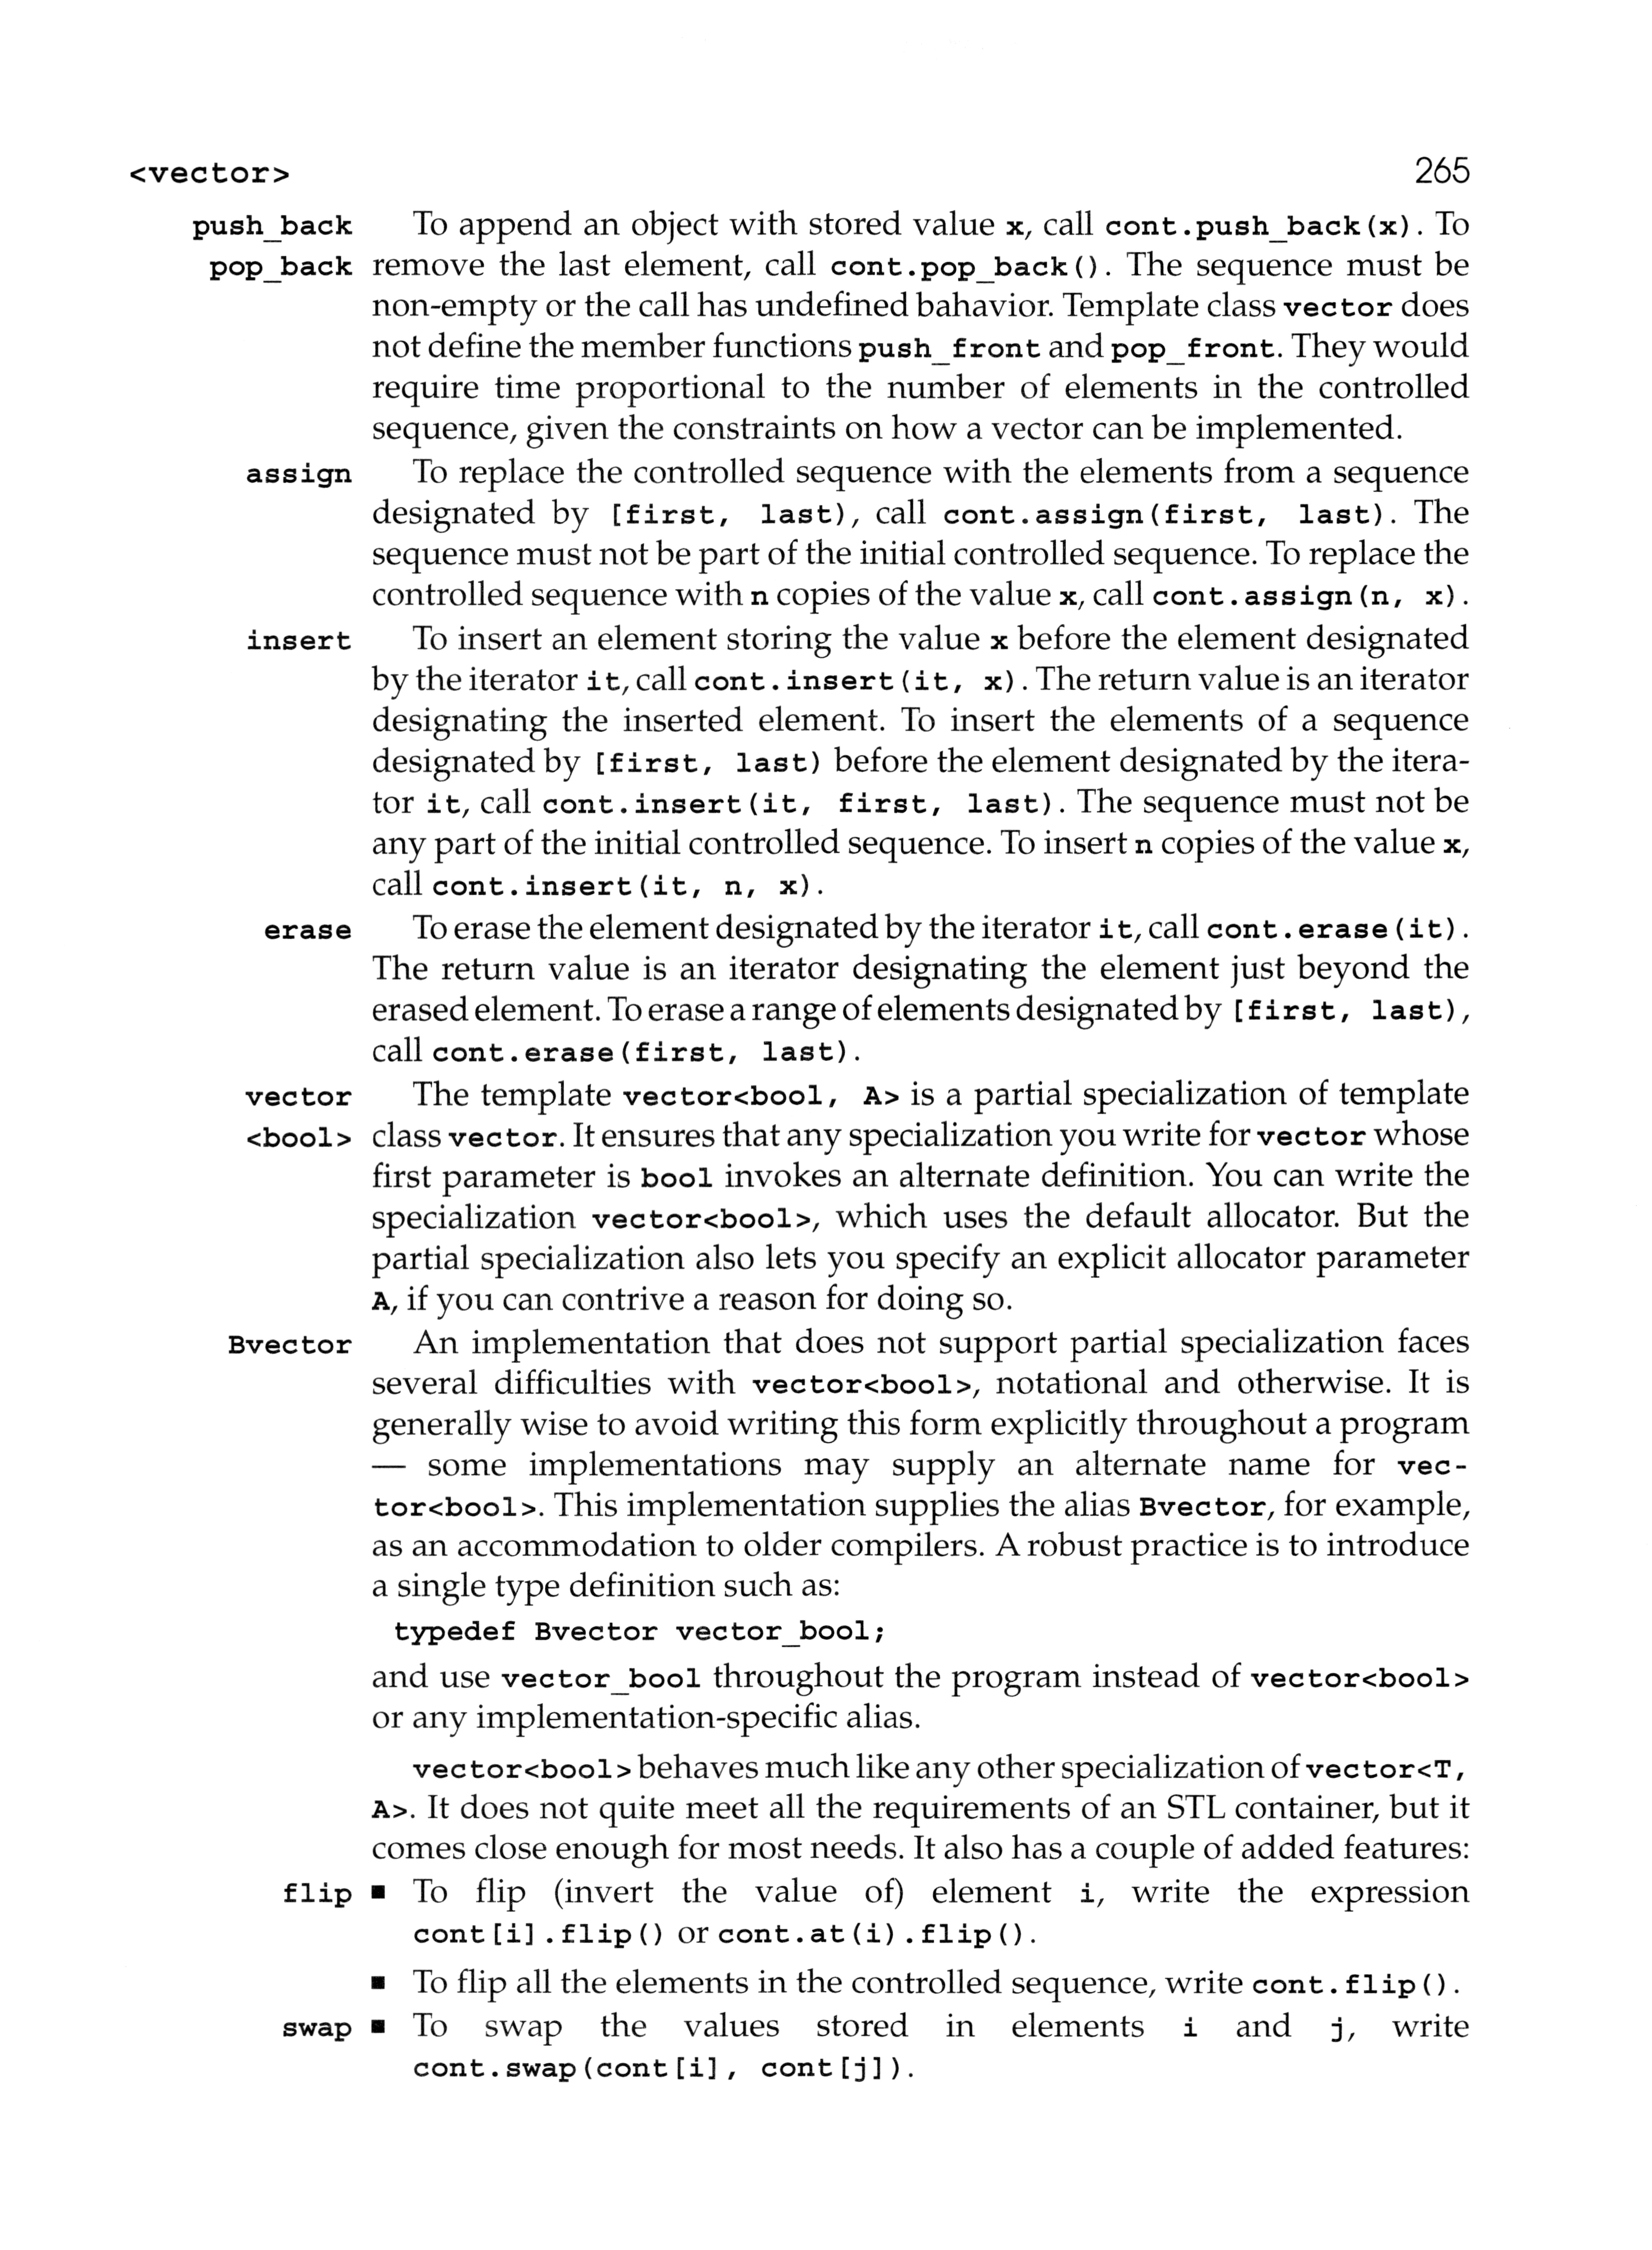 <vector> 265
push_back To append an object with stored value x, call cont.push_back(x). To
pop_back remove the last element, call cont.pop_back(). The sequence must be
non-empty or the call has undefined bahavior. Template class vector does
not define the member functions push_front and pop_front. They would
require time proportional to the number of elements in the controlled
sequence, given the constraints on how a vector can be implemented.
assign To replace the controlled sequence with the elements from a sequence
designated by [first, last), call cont.assign(first, last). The
sequence must not be part of the initial controlled sequence. To replace the
controlled sequence with n copies of the value x, call cont.assign(n, x).
insert To insert an element storing the value x before the element designated
by the iterator it, call cont.insert(it, x). The return value is an iterator
designating the inserted element. To insert the elements of a sequence
designated by [first, last) before the element designated by the itera-
tor it, call cont.insert(it, first, last). The sequence must not be
any part of the initial controlled sequence. To insert n copies of the value x,
call cont.insert(it, n, x).
erase To erase the element designated by the iterator it, call cont.erase(it).
The return value is an iterator designating the element just beyond the
erased element. To erase a range of elements designated by [first, last),
call cont.erase(first, last).
vector The template vector<bool, A> is a partial specialization of template
<bool> class vector. It ensures that any specialization you write for vector whose
first parameter is bool invokes an alternate definition. You can write the
specialization vector<bool>, which uses the default allocator. But the
partial specialization also lets you specify an explicit allocator parameter
A, if you can contrive a reason for doing so.
Bvector An implementation that does not support partial specialization faces
several difficulties with vector<bool>, notational and otherwise. It is
generally wise to avoid writing this form explicitly throughout a program
— some implementations may supply an alternate name for vec-
tor<bool>. This implementation supplies the alias Bvector, for example,
as an accommodation to older compilers. A robust practice is to introduce
a single type definition such as:
typedef Bvector vector_bool;
and use vector_bool throughout the program instead of vector<bool>
or any implementation-specific alias.
vector<bool> behaves much like any other specialization of vector<T,
A>. It does not quite meet all the requirements of an STL container, but it
comes close enough for most needs. It also has a couple of added features:
flip ■ To flip (invert the value of) element i, write the expression
cont[i].flip() or cont.at(i).flip().
■ To flip all the elements in the controlled sequence, write cont.flip().
swap ■ To swap the values stored in elements i and j, write
cont.swap(cont[i], cont[j]).